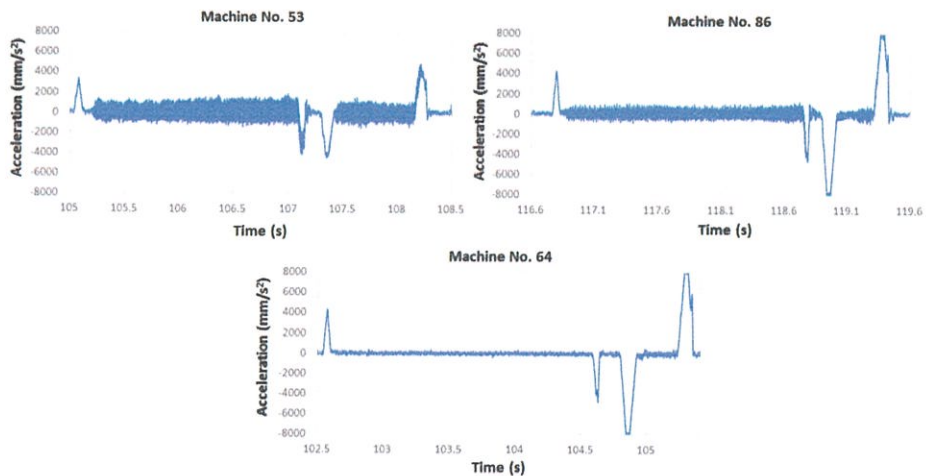 Machine No. 53
Acceleration (mm/s²)
8000
6000
4000
2000
0
-2000
-4000
-6000
-8000
105 105.5 106 106.5 107 107.5 108 108.5
Time (s)
Machine No. 86
Acceleration (mm/s²)
8000
6000
4000
2000
0
-2000
-4000
-6000
-8000
116.6 117.1 117.6 118.1 118.6 119.1 119.6
Time (s)
Machine No. 64
Acceleration (mm/s²)
8000
6000
4000
2000
0
-2000
-4000
-6000
-8000
102.5 103 103.5 104 104.5 105
Time (s)